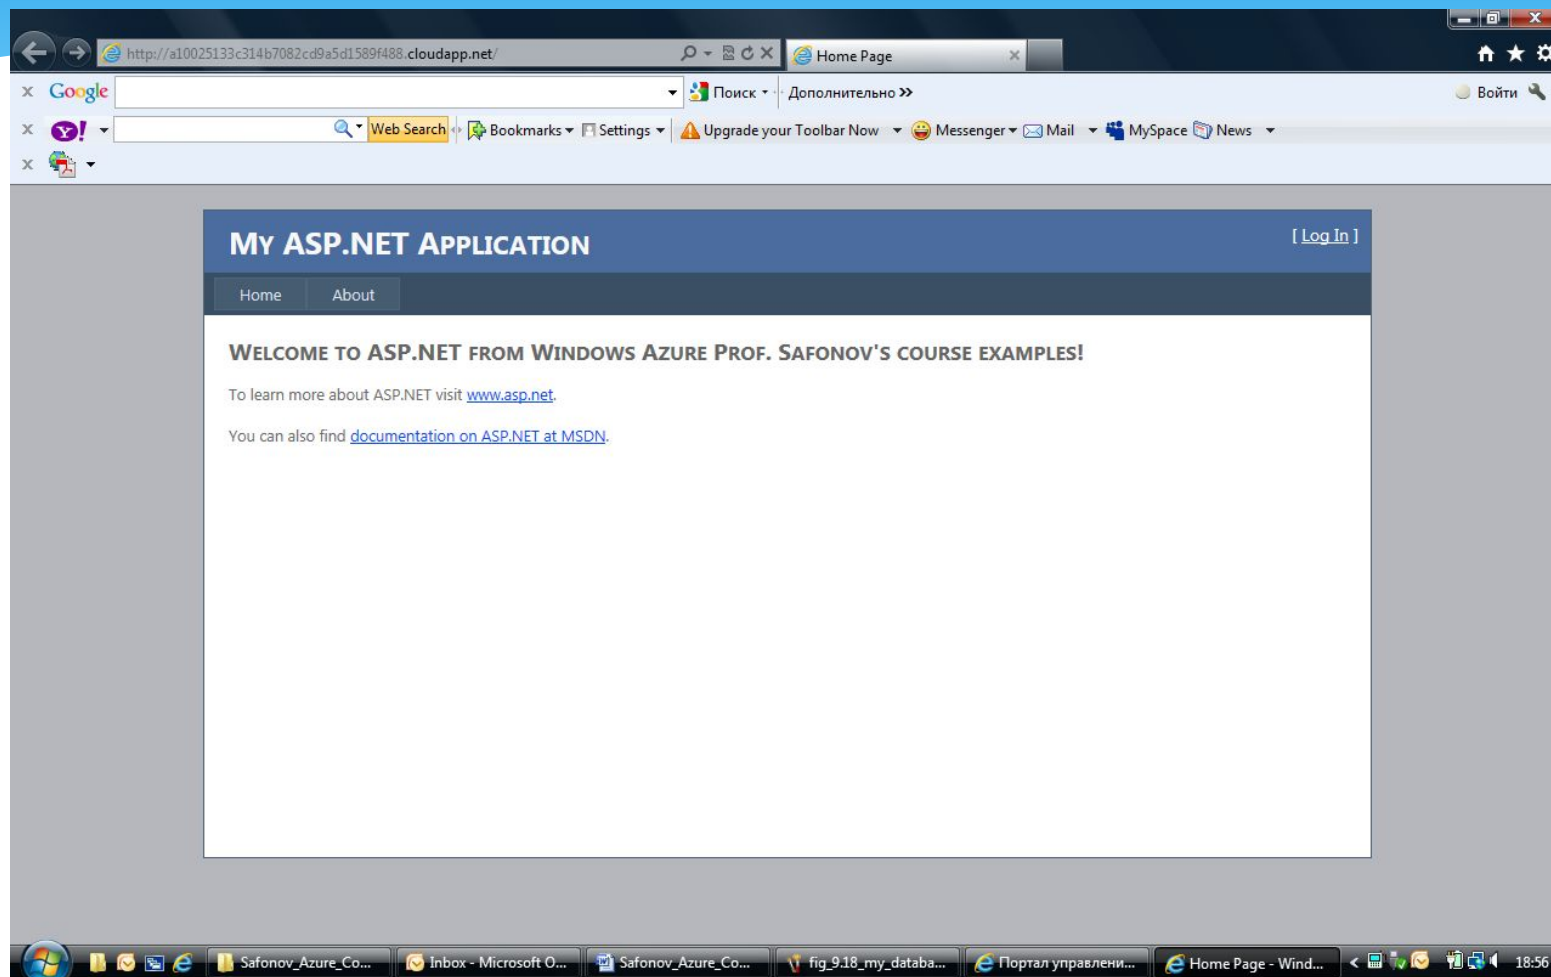 http://a10025133c314b7082cd9a5d1589f488.cloudapp.net/
Home Page
Google
Поиск
Дополнительно
Войти
Y!
Web Search
Bookmarks
Settings
Upgrade your Toolbar Now
Messenger
Mail
MySpace
News
MY ASP.NET APPLICATION
[ Log In ]
Home
About
WELCOME TO ASP.NET FROM WINDOWS AZURE PROF. SAFONOV'S COURSE EXAMPLES!
To learn more about ASP.NET visit www.asp.net.
You can also find documentation on ASP.NET at MSDN.
Safonov_Azure_Co...
Inbox - Microsoft O...
Safonov_Azure_Co...
fig_9.18_my_databa...
Портал управлени...
Home Page - Wind...
18:56